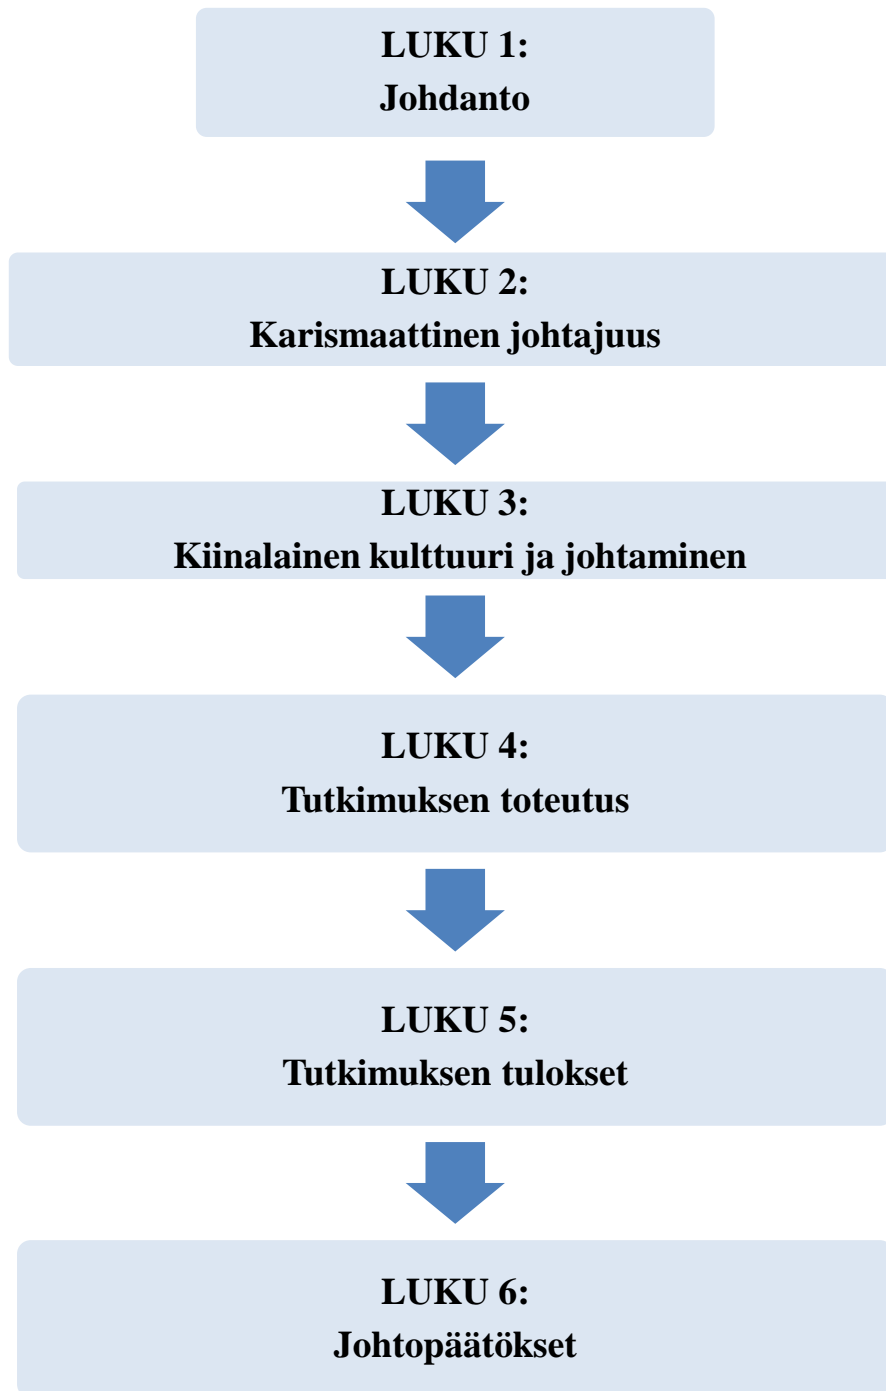 LUKU 1:
Johdanto
LUKU 2:
Karismaattinen johtajuus
LUKU 3:
Kiinalainen kulttuuri ja johtaminen
LUKU 4:
Tutkimuksen toteutus
LUKU 5:
Tutkimuksen tulokset
LUKU 6:
Johtopäätökset